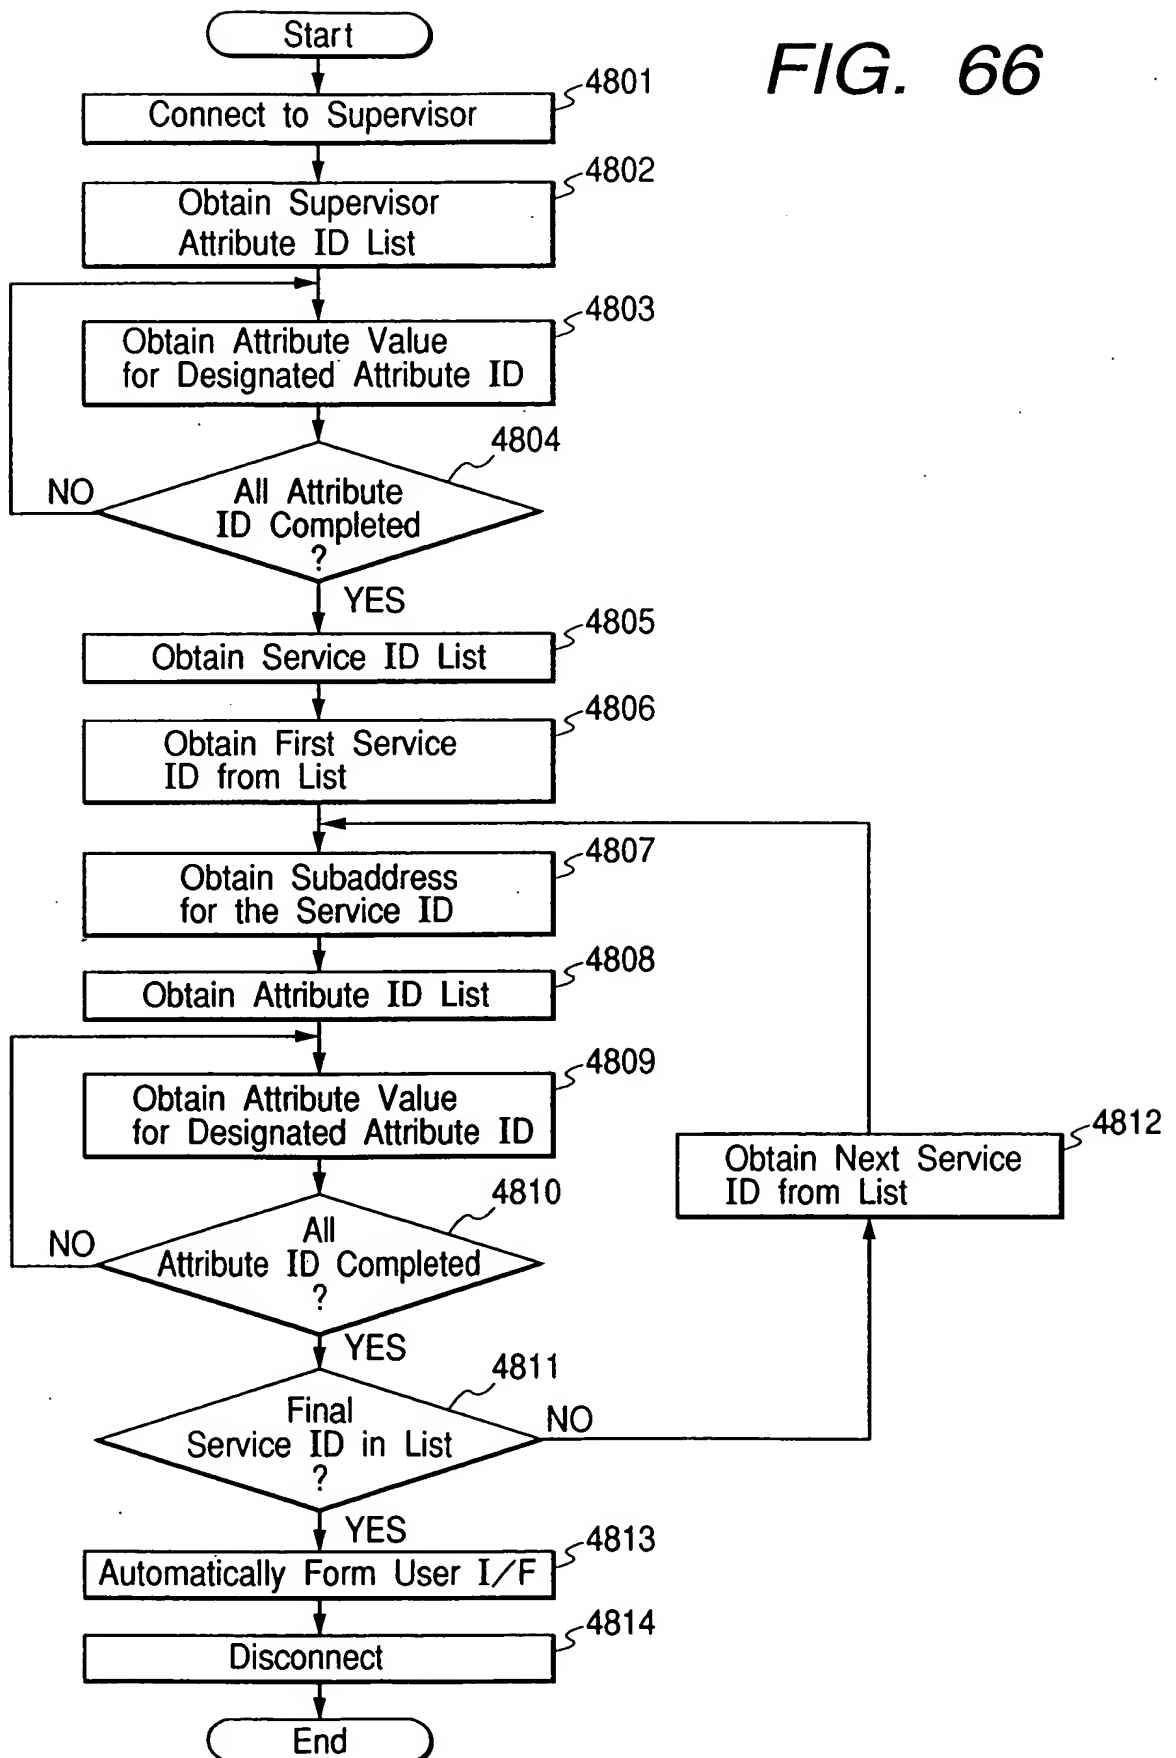 Start
FIG. 66
4801
Connect to Supervisor
4802
Obtain Supervisor
Attribute ID List
4803
Obtain Attribute Value
for Designated Attribute ID
4804
NO
All Attribute
ID Completed
?
YES
4805
Obtain Service ID List
4806
Obtain First Service
ID from List
4807
Obtain Subaddress
for the Service ID
4808
Obtain Attribute ID List
4809
Obtain Attribute Value
for Designated Attribute ID
4812
Obtain Next Service
ID from List
4810
NO
All
Attribute ID Completed
?
YES
4811
Final
Service ID in List
?
NO
YES
4813
Automatically Form User I/F
4814
Disconnect
End